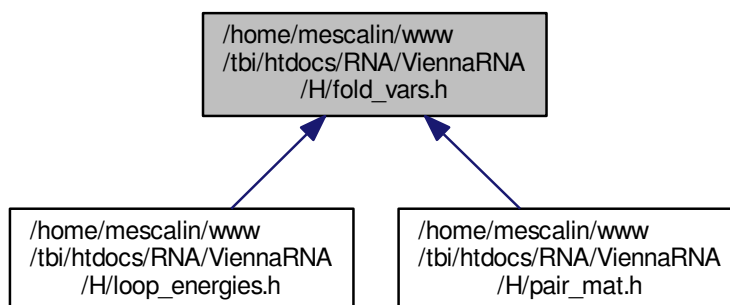 /home/mescalin/www
/tbi/htdocs/RNA/ViennaRNA
/H/fold_vars.h
/home/mescalin/www
/tbi/htdocs/RNA/ViennaRNA
/H/loop_energies.h
/home/mescalin/www
/tbi/htdocs/RNA/ViennaRNA
/H/pair_mat.h